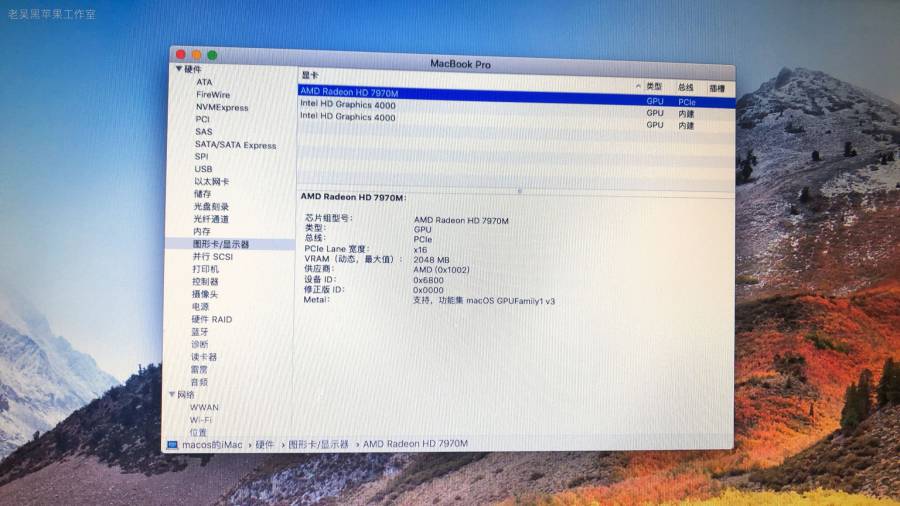 老吴黑苹果工作室
MacBook Pro
硬件
ATA
FireWire
NVMExpress
PCI
SAS
SATA/SATA Express
SPI
USB
以太网卡
储存
光盘刻录
光纤通道
内存
图形卡/显示器
并行 SCSI
打印机
控制器
摄像头
电源
硬件 RAID
蓝牙
诊断
读卡器
雷雳
音频
网络
WWAN
Wi-Fi
位置
显卡 类型 总线 插槽
AMD Radeon HD 7970M GPU PCIe
Intel HD Graphics 4000 GPU 内建
Intel HD Graphics 4000 GPU 内建
AMD Radeon HD 7970M：
芯片组型号： AMD Radeon HD 7970M
类型： GPU
总线： PCIe
PCIe Lane 宽度： x16
VRAM（动态，最大值）： 2048 MB
供应商： AMD (0x1002)
设备 ID： 0x6800
修正版 ID： 0x0000
Metal： 支持，功能集 macOS GPUFamily1 v3
macos的iMac › 硬件 › 图形卡/显示器 › AMD Radeon HD 7970M